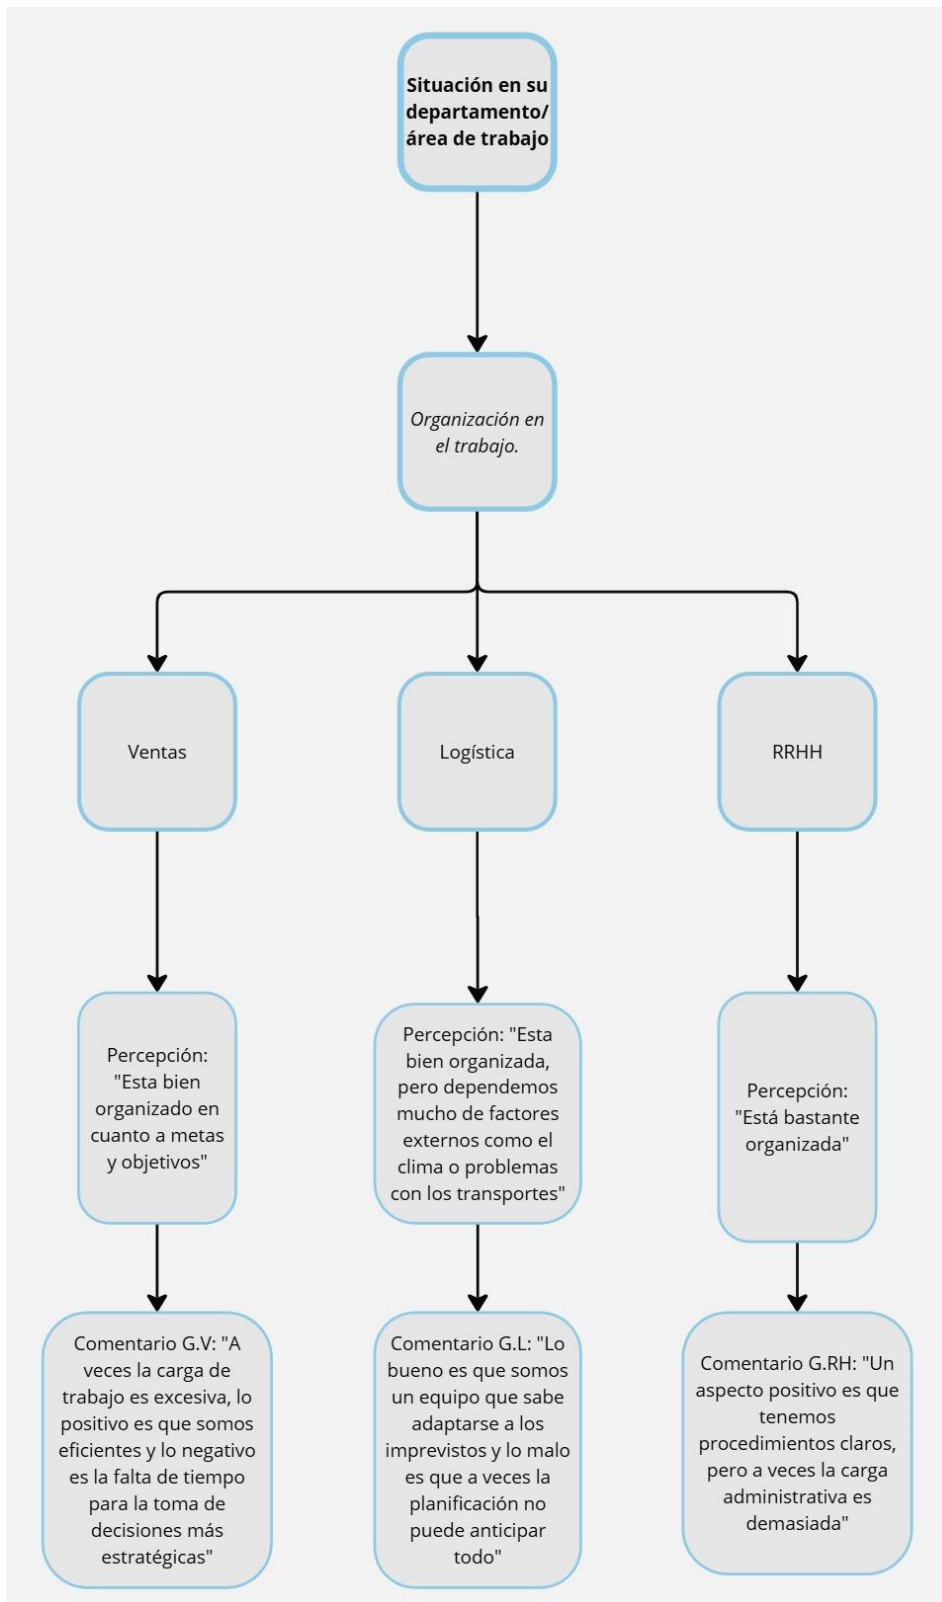 Situación en su
departamento/
área de trabajo
Organización en
el trabajo.
Ventas
Logística
RRHH
Percepción:
"Esta bien
organizado en
cuanto a metas
y objetivos"
Percepción: "Esta
bien organizada,
pero dependemos
mucho de factores
externos como el
clima o problemas
con los transportes"
Percepción:
"Está bastante
organizada"
Comentario G.V: "A
veces la carga de
trabajo es excesiva, lo
positivo es que somos
eficientes y lo negativo
es la falta de tiempo
para la toma de
decisiones más
estratégicas"
Comentario G.L: "Lo
bueno es que somos
un equipo que sabe
adaptarse a los
imprevistos y lo malo
es que a veces la
planificación no
puede anticipar
todo"
Comentario G.RH: "Un
aspecto positivo es que
tenemos
procedimientos claros,
pero a veces la carga
administrativa es
demasiada"